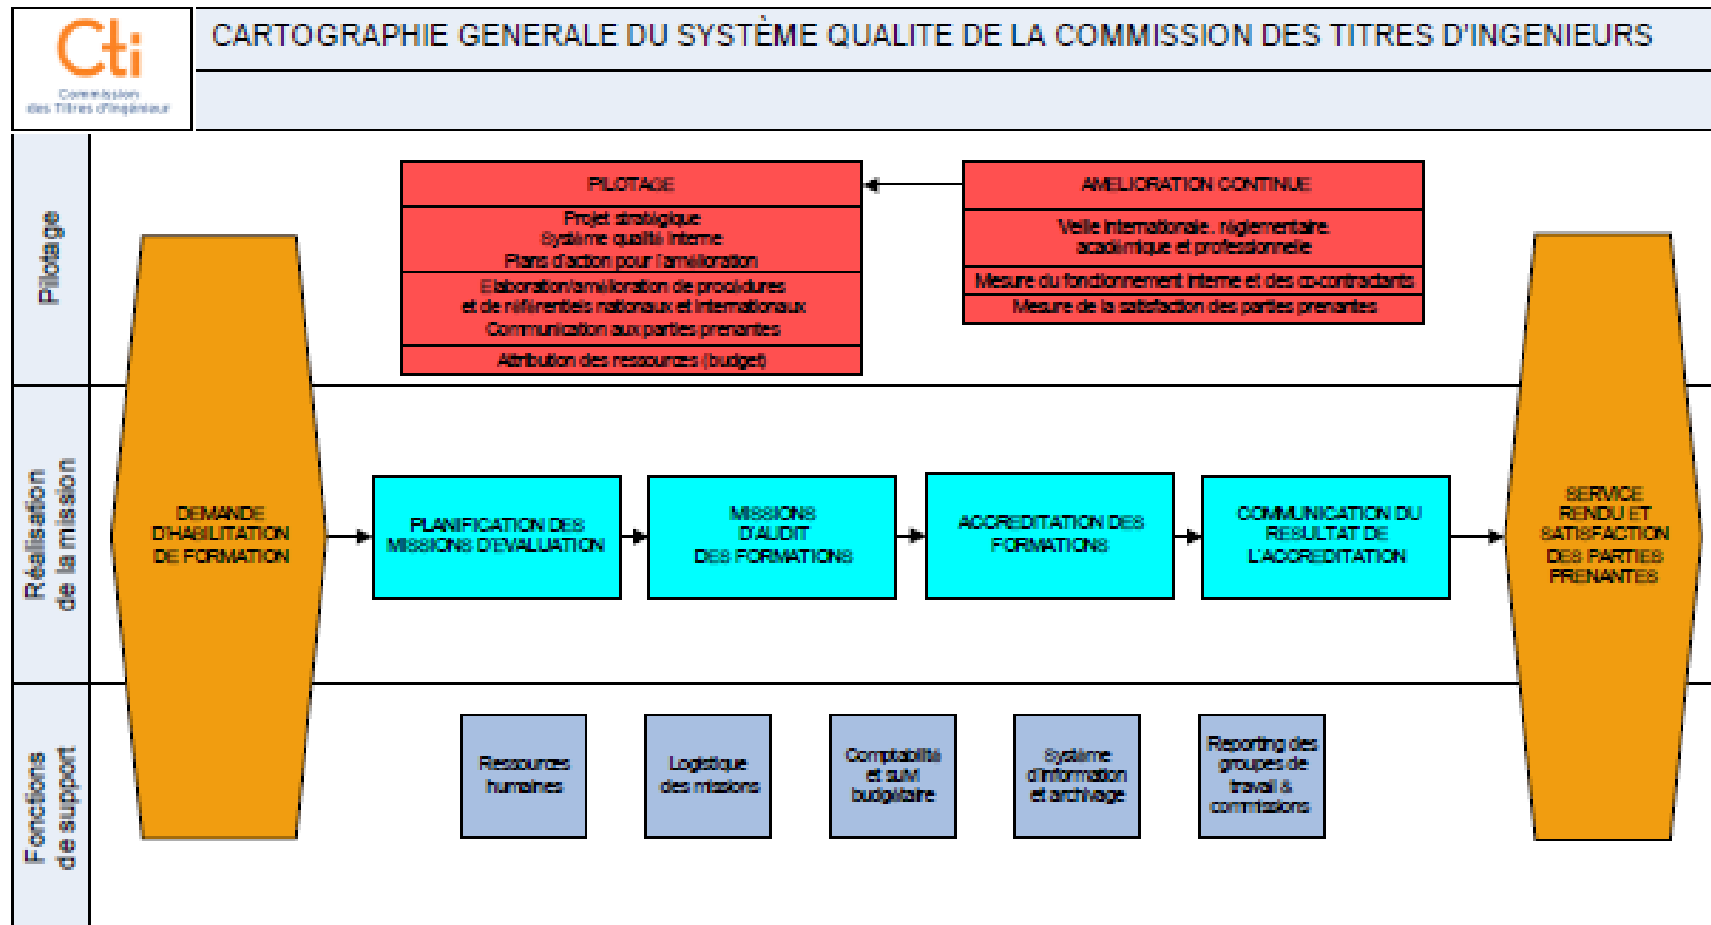 Cti
Commission
des Titres d'Ingénieur
CARTOGRAPHIE GENERALE DU SYSTÈME QUALITE DE LA COMMISSION DES TITRES D'INGENIEURS
Pilotage
PILOTAGE
Projet stratégique
Système qualité interne
Plans d'action pour l'amélioration
Elaboration/amélioration de procédures
et de référentiels nationaux et internationaux
Communication aux parties prenantes
Attribution des ressources (budget)
AMELIORATION CONTINUE
Veille internationale, réglementaire,
académique et professionnelle
Mesure du fonctionnement interne et des co-contractants
Mesure de la satisfaction des parties prenantes
Réalisation
de la mission
DEMANDE
D'HABILITATION
DE FORMATION
PLANIFICATION DES
MISSIONS D'EVALUATION
MISSIONS
D'AUDIT
DES FORMATIONS
ACCREDITATION DES
FORMATIONS
COMMUNICATION DU
RESULTAT DE
L'ACCREDITATION
SERVICE
RENDU ET
SATISFACTION
DES PARTIES
PRENANTES
Fonctions
de support
Ressources
humaines
Logistique
des missions
Comptabilité
et suivi
budgétaire
Système
d'information
et archivage
Reporting des
groupes de
travail &
commissions